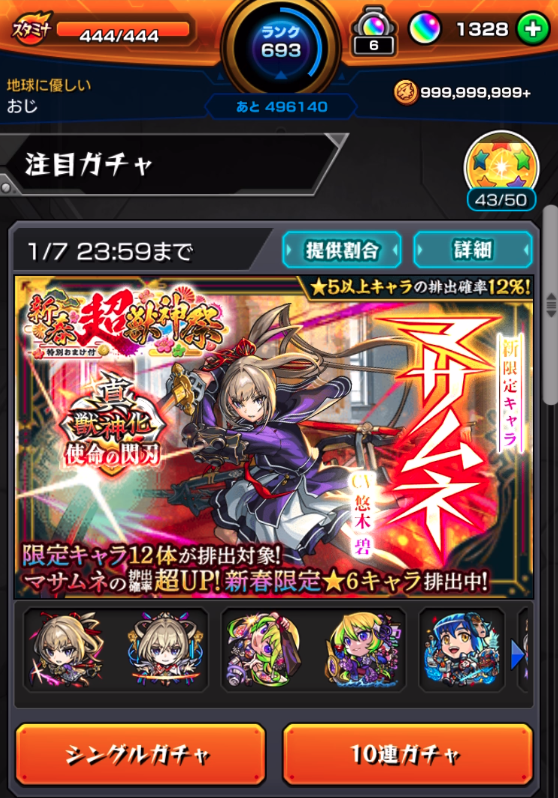 スタミナ
444/444
ランク
693
6
1328
地球に優しい
おじ
あと 496140
999,999,999+
注目ガチャ
43/50
1/7 23:59まで
提供割合
詳細
★5以上キャラの排出確率12%!
新春超獣神祭
特別おまけ付
マサムネ
新限定キャラ
真
獣神化
使命の閃刃
CV 悠木 碧
限定キャラ12体が排出対象!
マサムネの排出確率超UP!新春限定★6キャラ排出中!
シングルガチャ
10連ガチャ